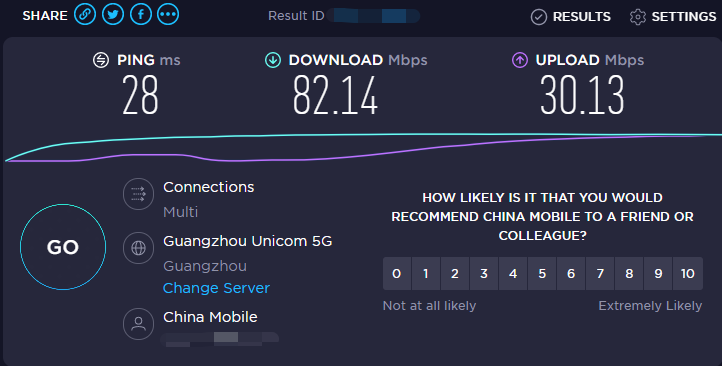 SHARE
Result ID
RESULTS
SETTINGS
PING ms
DOWNLOAD Mbps
UPLOAD Mbps
28
82.14
30.13
GO
Connections
Multi
Guangzhou Unicom 5G
Guangzhou
Change Server
China Mobile
HOW LIKELY IS IT THAT YOU WOULD
RECOMMEND CHINA MOBILE TO A FRIEND OR
COLLEAGUE?
0 1 2 3 4 5 6 7 8 9 10
Not at all likely
Extremely Likely